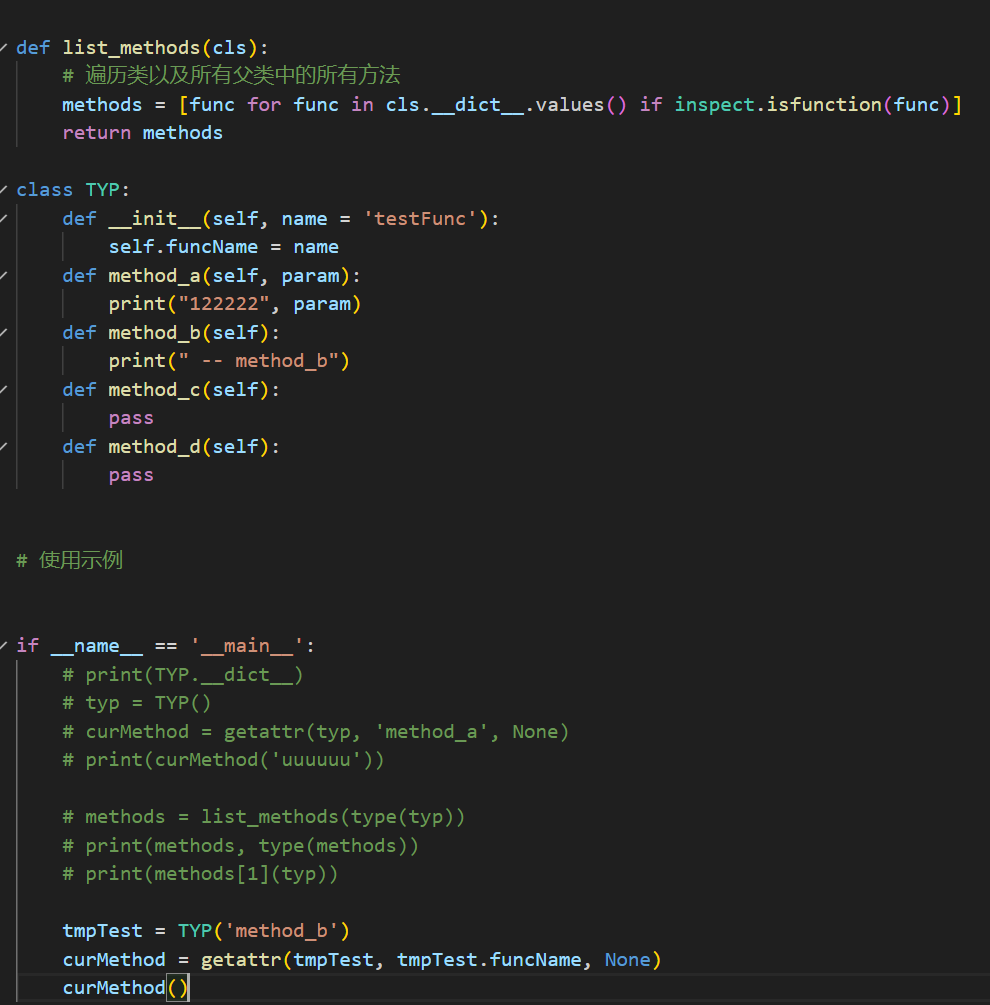 def list_methods(cls):
    # 遍历类以及所有父类中的所有方法
    methods = [func for func in cls.__dict__.values() if inspect.isfunction(func)]
    return methods
class TYP:
    def __init__(self, name = 'testFunc'):
        self.funcName = name
    def method_a(self, param):
        print("122222", param)
    def method_b(self):
        print(" -- method_b")
    def method_c(self):
        pass
    def method_d(self):
        pass
# 使用示例
if __name__ == '__main__':
    # print(TYP.__dict__)
    # typ = TYP()
    # curMethod = getattr(typ, 'method_a', None)
    # print(curMethod('uuuuuu'))
    # methods = list_methods(type(typ))
    # print(methods, type(methods))
    # print(methods[1](typ))
    tmpTest = TYP('method_b')
    curMethod = getattr(tmpTest, tmpTest.funcName, None)
    curMethod()